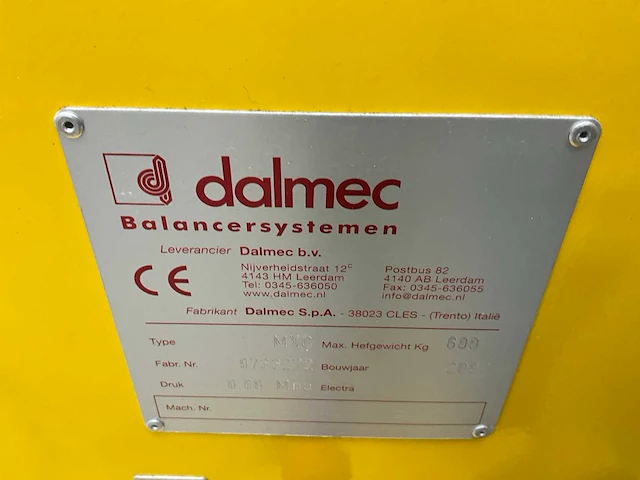 dalmec
Balancersystemen
Leverancier Dalmec b.v.
Nijverheidstraat 12c Postbus 82
4143 HM Leerdam 4140 AB Leerdam
Tel: 0345-636050 Fax: 0345-636055
www.dalmec.nl info@dalmec.nl
CE
Fabrikant Dalmec S.p.A. - 38023 CLES - (Trento) Italië
Type Max. Hefgewicht Kg 600
Fabr. Nr. Bouwjaar
Druk Mpa Electra
Mach. Nr.